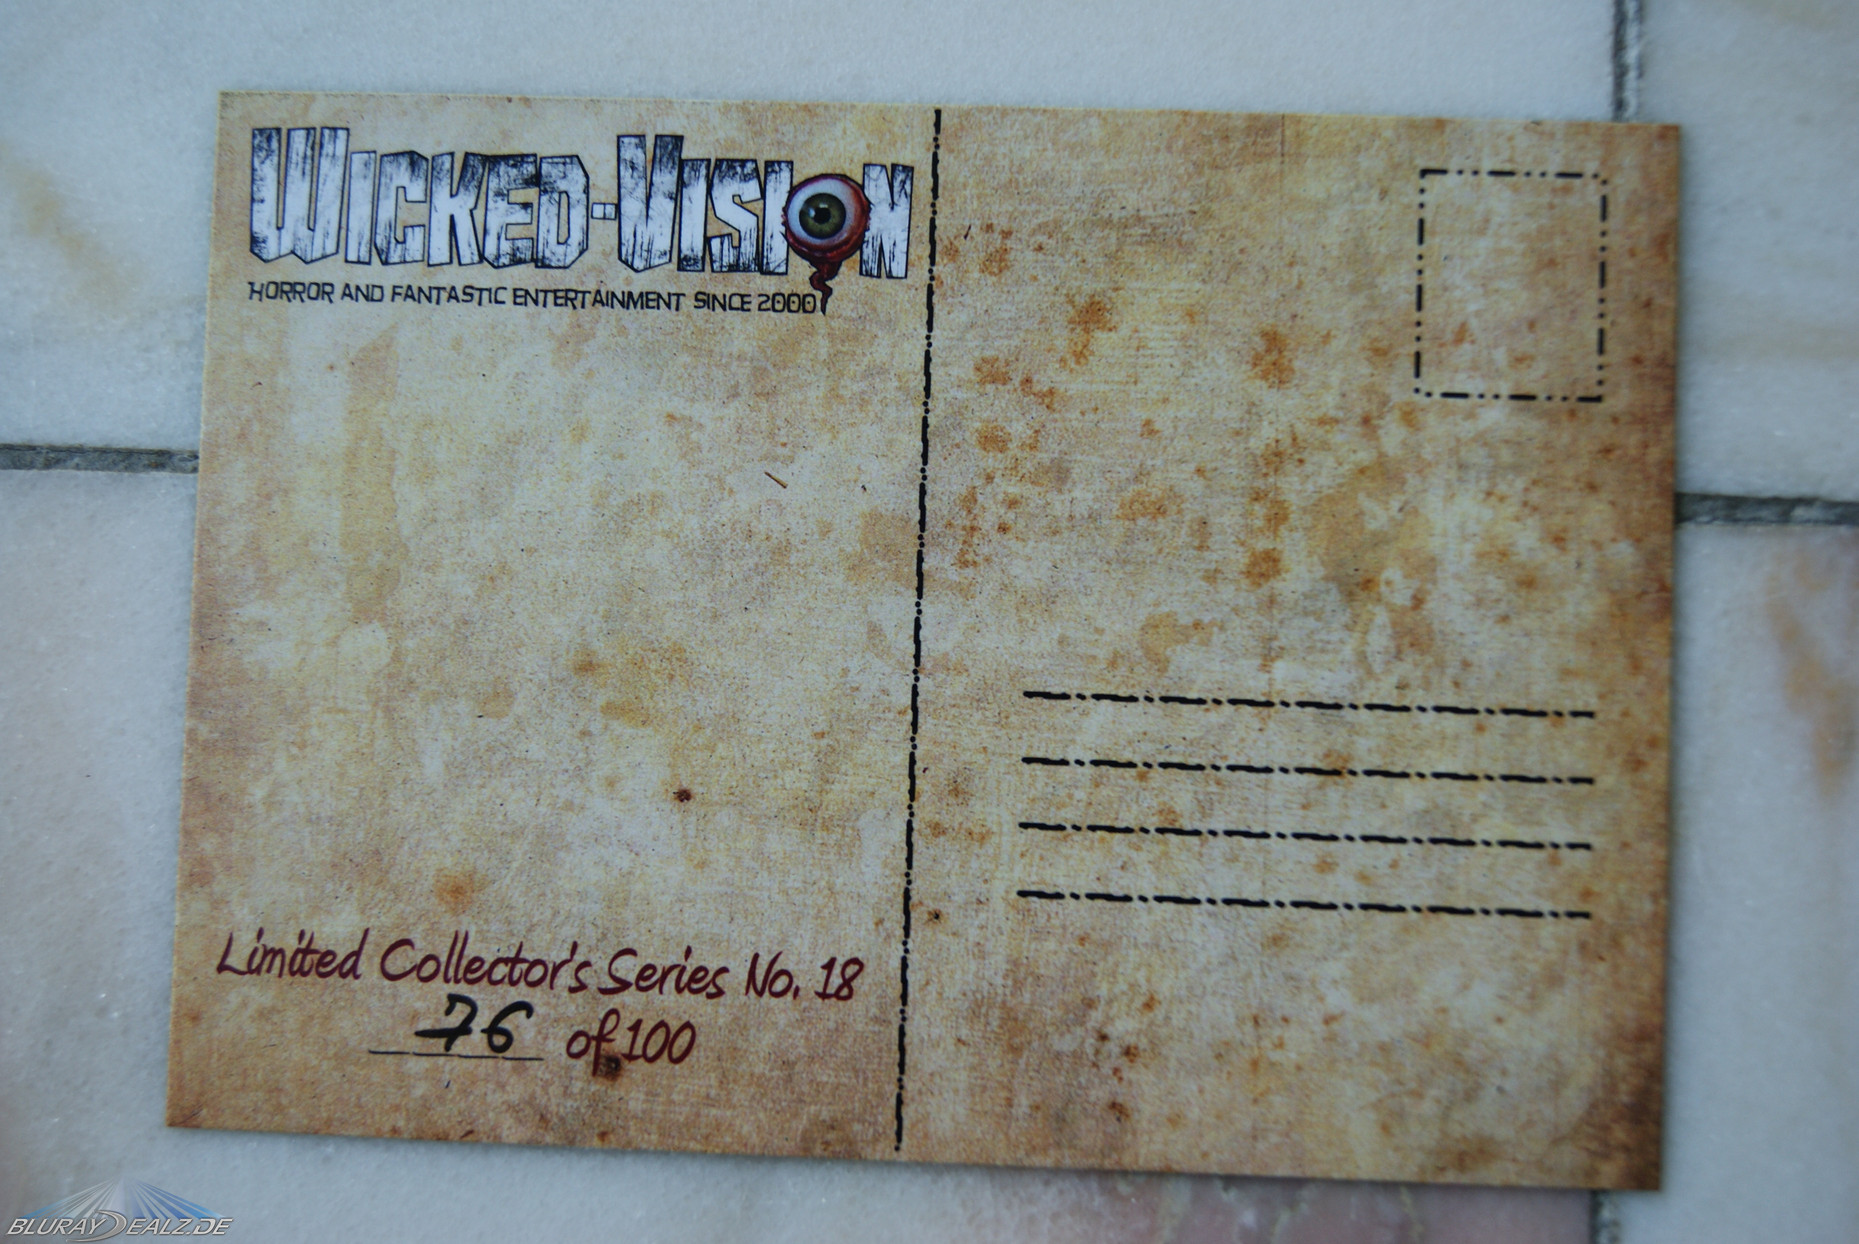 WICKED-VISION
HORROR AND FANTASTIC ENTERTAINMENT SINCE 2000
Limited Collector's Series No. 18
76 of 100
BLURAYDEALZ.DE